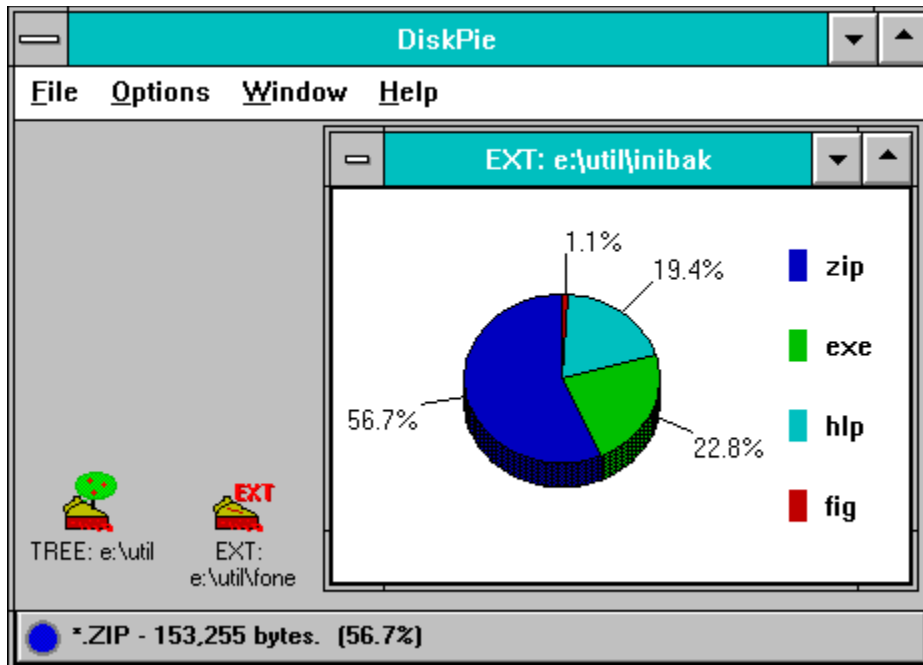 DiskPie
File Options Window Help
EXT: e:\util\inibak
1.1%
19.4%
56.7%
22.8%
zip
exe
hlp
fig
EXT
TREE: e:\util
EXT:
e:\util\fone
*.ZIP - 153,255 bytes. (56.7%)